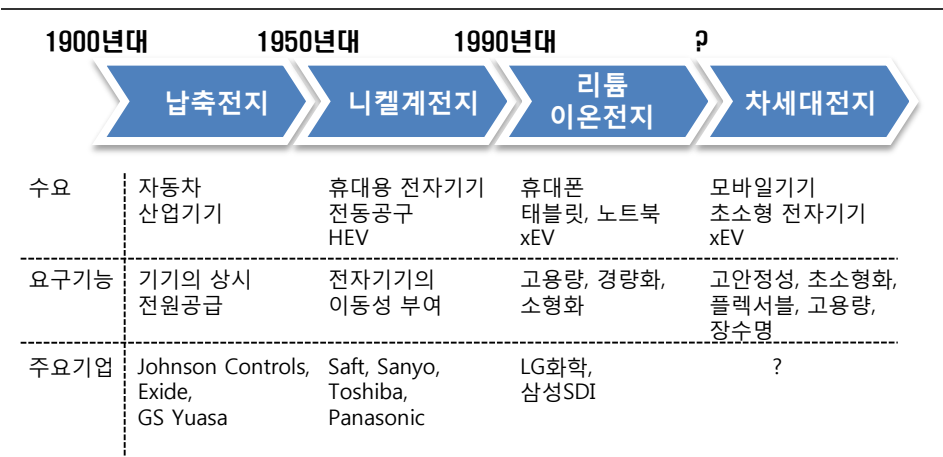 1900년대 1950년대 1990년대 ?
납축전지 니켈계전지 리튬 이온전지 차세대전지
수요 자동차 휴대용 전자기기 휴대폰 모바일기기
산업기기 전동공구 태블릿, 노트북 초소형 전자기기
HEV xEV xEV
요구기능 기기의 상시 전자기기의 고용량, 경량화, 고안정성, 초소형화,
전원공급 이동성 부여 소형화 플렉서블, 고용량,
장수명
주요기업 Johnson Controls, Saft, Sanyo, LG화학, ?
Exide, Toshiba, 삼성SDI
GS Yuasa Panasonic